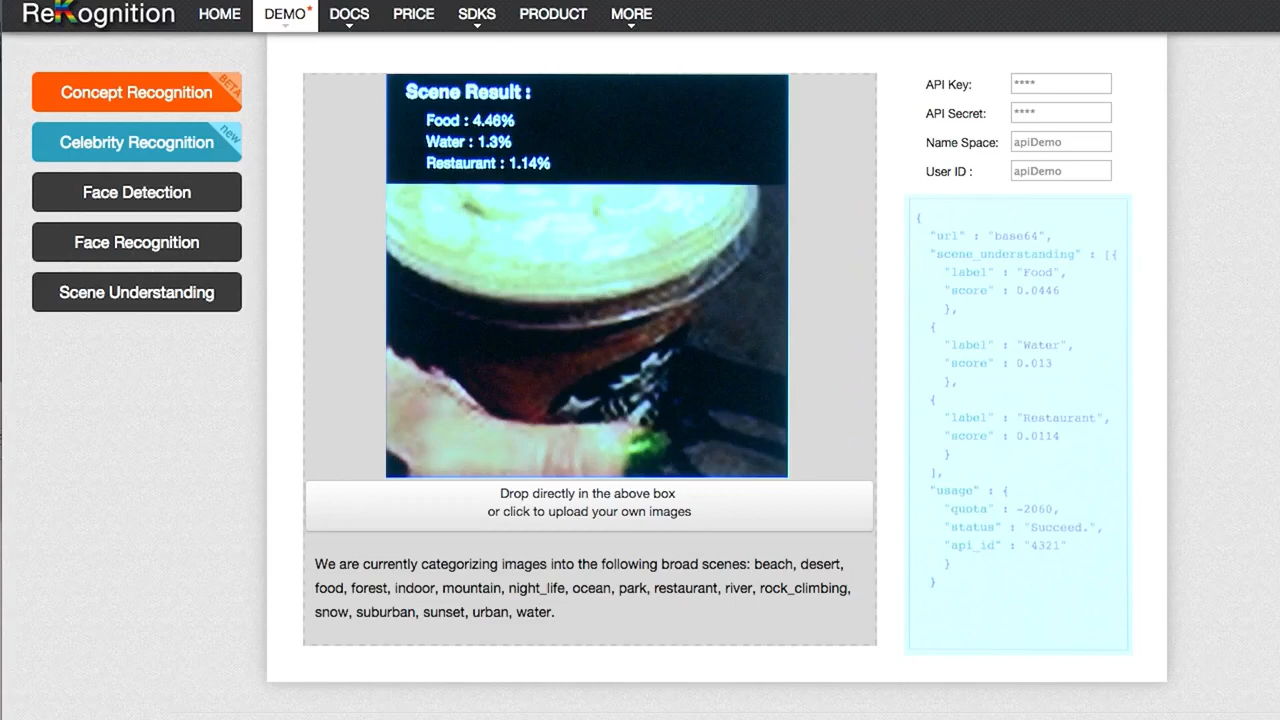 ReKognition
HOME
DEMO*
DOCS
PRICE
SDKS
PRODUCT
MORE
Concept Recognition
BETA
Celebrity Recognition
new
Face Detection
Face Recognition
Scene Understanding
Scene Result :
Food : 4.46%
Water : 1.3%
Restaurant : 1.14%
Drop directly in the above box
or click to upload your own images
We are currently categorizing images into the following broad scenes: beach, desert,
food, forest, indoor, mountain, night_life, ocean, park, restaurant, river, rock_climbing,
snow, suburban, sunset, urban, water.
API Key: ****
API Secret: ****
Name Space: apiDemo
User ID : apiDemo
{
"url" : "base64",
"scene_understanding" : [{
"label" : "Food",
"score" : 0.0446
},
{
"label" : "Water",
"score" : 0.013
},
{
"label" : "Restaurant",
"score" : 0.0114
}
],
"usage" : {
"quota" : -2060,
"status" : "Succeed.",
"api_id" : "4321"
}
}